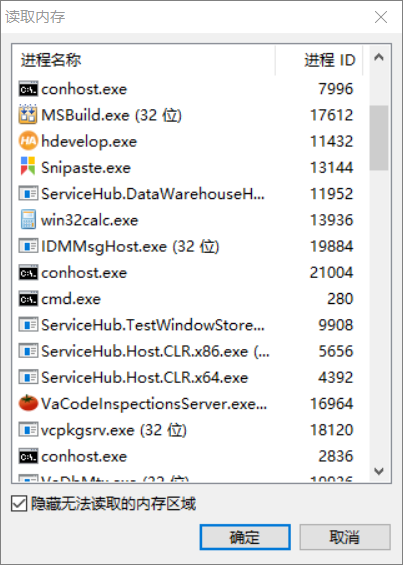 读取内存
进程名称 进程 ID
conhost.exe 7996
MSBuild.exe (32 位) 17612
hdevelop.exe 11432
Snipaste.exe 13144
ServiceHub.DataWarehouseH... 11952
win32calc.exe 13936
IDMMsgHost.exe (32 位) 19884
conhost.exe 21004
cmd.exe 280
ServiceHub.TestWindowStore... 9908
ServiceHub.Host.CLR.x86.exe (... 5656
ServiceHub.Host.CLR.x64.exe 4392
VaCodeInspectionsServer.exe... 16964
vcpkgsrv.exe (32 位) 18120
conhost.exe 2836
隐藏无法读取的内存区域
确定 取消